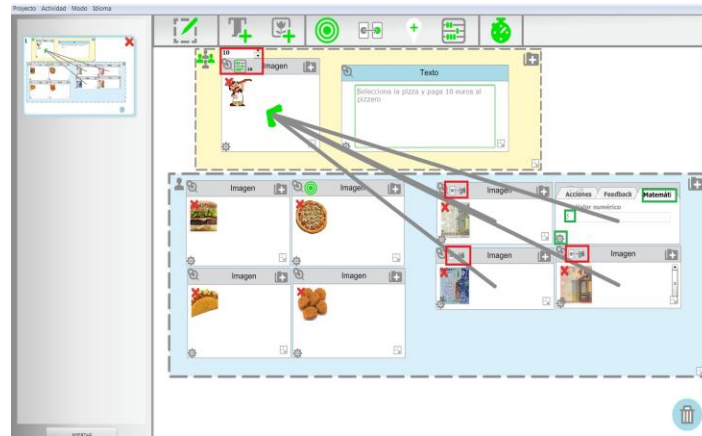 Proyecto Actividad Modo Idioma
10
Imagen
10
Texto
Selecciona la pizza y paga 10 euros al
pizzero
Imagen
Imagen
Imagen
Acciones Feedback Matemáti
Valor numérico
Imagen
Imagen
Imagen
Imagen